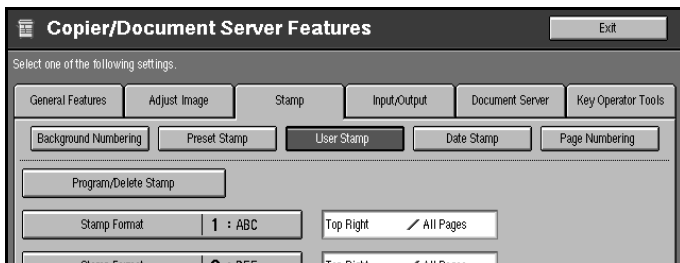 Copier/Document Server Features Exit
Select one of the following settings.
General Features Adjust Image Stamp Input/Output Document Server Key Operator Tools
Background Numbering Preset Stamp User Stamp Date Stamp Page Numbering
Program/Delete Stamp
Stamp Format 1 : ABC Top Right / All Pages